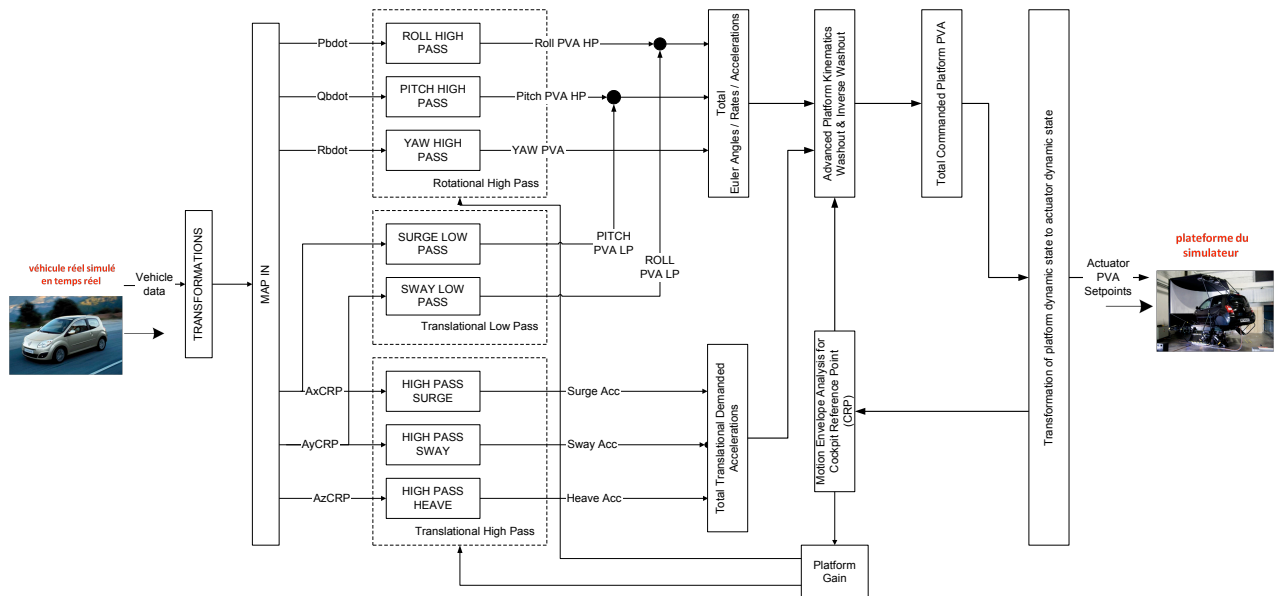 véhicule réel simulé
en temps réel
Vehicle
data
TRANSFORMATIONS
MAP IN
Pbdot
ROLL HIGH
PASS
Roll PVA HP
Qbdot
PITCH HIGH
PASS
Pitch PVA HP
Rbdot
YAW HIGH
PASS
YAW PVA
Rotational High Pass
SURGE LOW
PASS
PITCH
PVA LP
SWAY LOW
PASS
ROLL
PVA LP
Translational Low Pass
AxCRP
HIGH PASS
SURGE
Surge Acc
AyCRP
HIGH PASS
SWAY
Sway Acc
AzCRP
HIGH PASS
HEAVE
Heave Acc
Translational High Pass
Total
Euler Angles / Rates / Accelerations
Total Translational Demanded
Accelerations
Advanced Platform Kinematics
Washout & Inverse Washout
Motion Envelope Analysis for
Cockpit Reference Point
(CRP)
Platform
Gain
Total Commanded Platform PVA
Transformation of platform dynamic state to actuator dynamic state
Actuator
PVA
Setpoints
plateforme du
simulateur